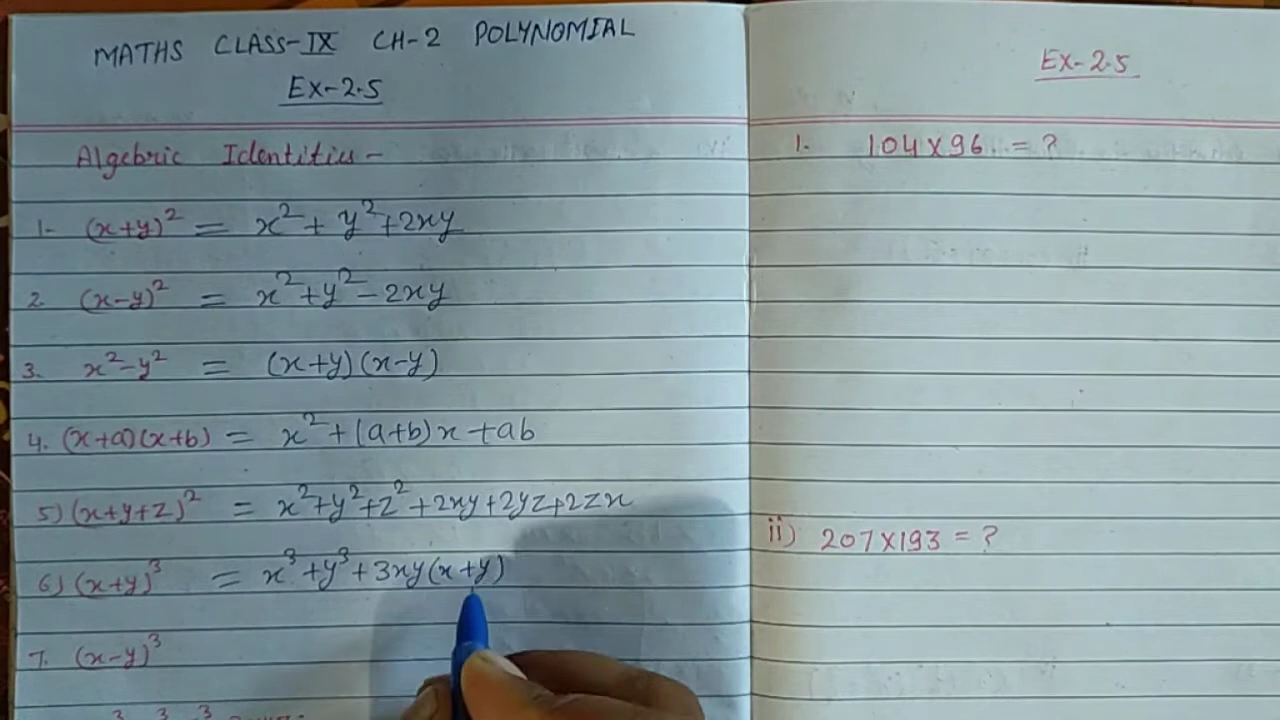 MATHS CLASS-IX CH-2 POLYNOMIAL
EX-2.5
Algebric Identities -
1- (x+y)² = x² + y² + 2xy
2. (x-y)² = x² + y² - 2xy
3. x² - y² = (x+y)(x-y)
4. (x+a)(x+b) = x² + (a+b)x + ab
5) (x+y+z)² = x² + y² + z² + 2xy + 2yz + 2zx
6) (x+y)³ = x³ + y³ + 3xy(x+y)
7. (x-y)³
EX-2.5
1. 104×96 = ?
ii) 207×193 = ?